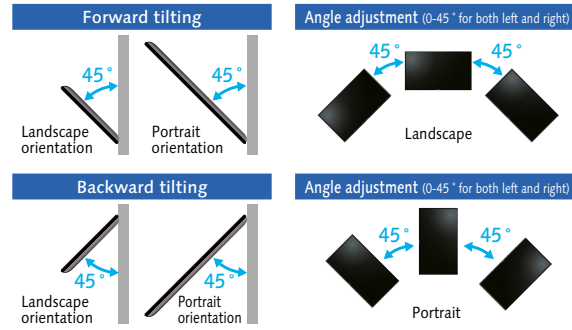 Forward tilting
45°
45°
Landscape
orientation
Portrait
orientation
Angle adjustment (0-45 ° for both left and right)
45°
45°
Landscape
Backward tilting
45°
45°
Landscape
orientation
Portrait
orientation
Angle adjustment (0-45 ° for both left and right)
45°
45°
Portrait